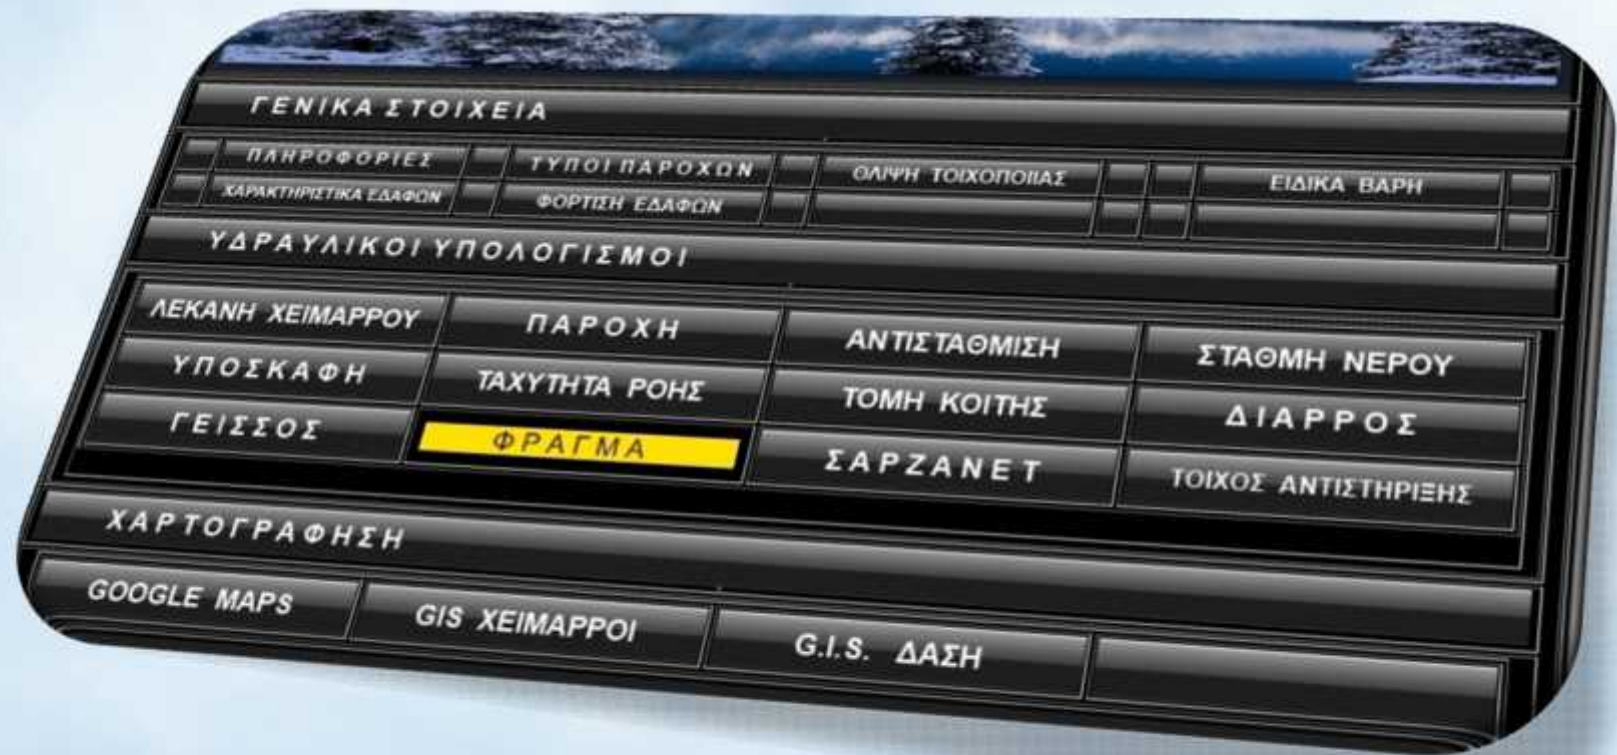 ΓΕΝΙΚΑ ΣΤΟΙΧΕΙΑ
ΠΛΗΡΟΦΟΡΙΕΣ ΤΥΠΟΙ ΠΑΡΟΧΩΝ ΘΛΙΨΗ ΤΟΙΧΟΠΟΙΙΑΣ ΕΙΔΙΚΑ ΒΑΡΗ
ΧΑΡΑΚΤΗΡΙΣΤΙΚΑ ΕΔΑΦΩΝ ΦΟΡΤΙΣΗ ΕΔΑΦΩΝ
ΥΔΡΑΥΛΙΚΟΙ ΥΠΟΛΟΓΙΣΜΟΙ
ΛΕΚΑΝΗ ΧΕΙΜΑΡΡΟΥ ΠΑΡΟΧΗ ΑΝΤΙΣΤΑΘΜΙΣΗ ΣΤΑΘΜΗ ΝΕΡΟΥ
ΥΠΟΣΚΑΦΗ ΤΑΧΥΤΗΤΑ ΡΟΗΣ ΤΟΜΗ ΚΟΙΤΗΣ ΔΙΑΡΡΟΣ
ΓΕΙΣΣΟΣ ΦΡΑΓΜΑ ΣΑΡΖΑΝΕΤ ΤΟΙΧΟΣ ΑΝΤΙΣΤΗΡΙΞΗΣ
ΧΑΡΤΟΓΡΑΦΗΣΗ
GOOGLE MAPS GIS ΧΕΙΜΑΡΡΟΙ G.I.S. ΔΑΣΗ